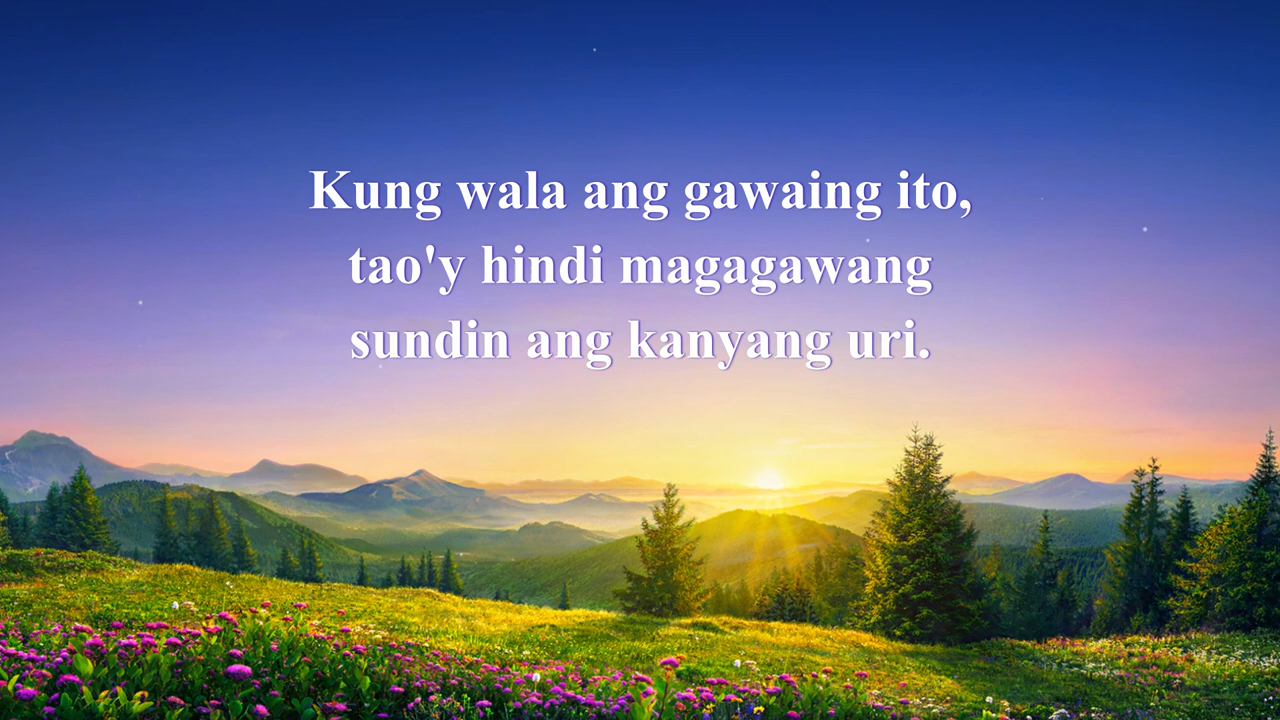 Kung wala ang gawaing ito,
tao'y hindi magagawang
sundin ang kanyang uri.